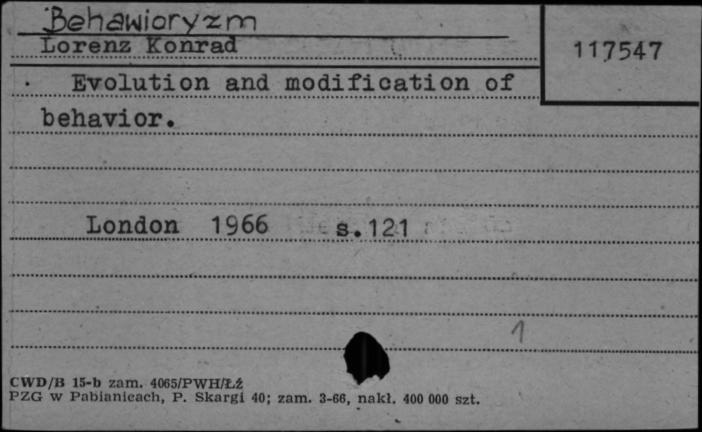 Behawioryzm
Lorenz Konrad
117547
Evolution and modification of
behavior.
London 1966 s.121
1
CWD/B 15-b zam. 4065/PWH/ŁŹ
PZG w Pabianicach, P. Skargi 40; zam. 3-66, nakł. 400 000 szt.